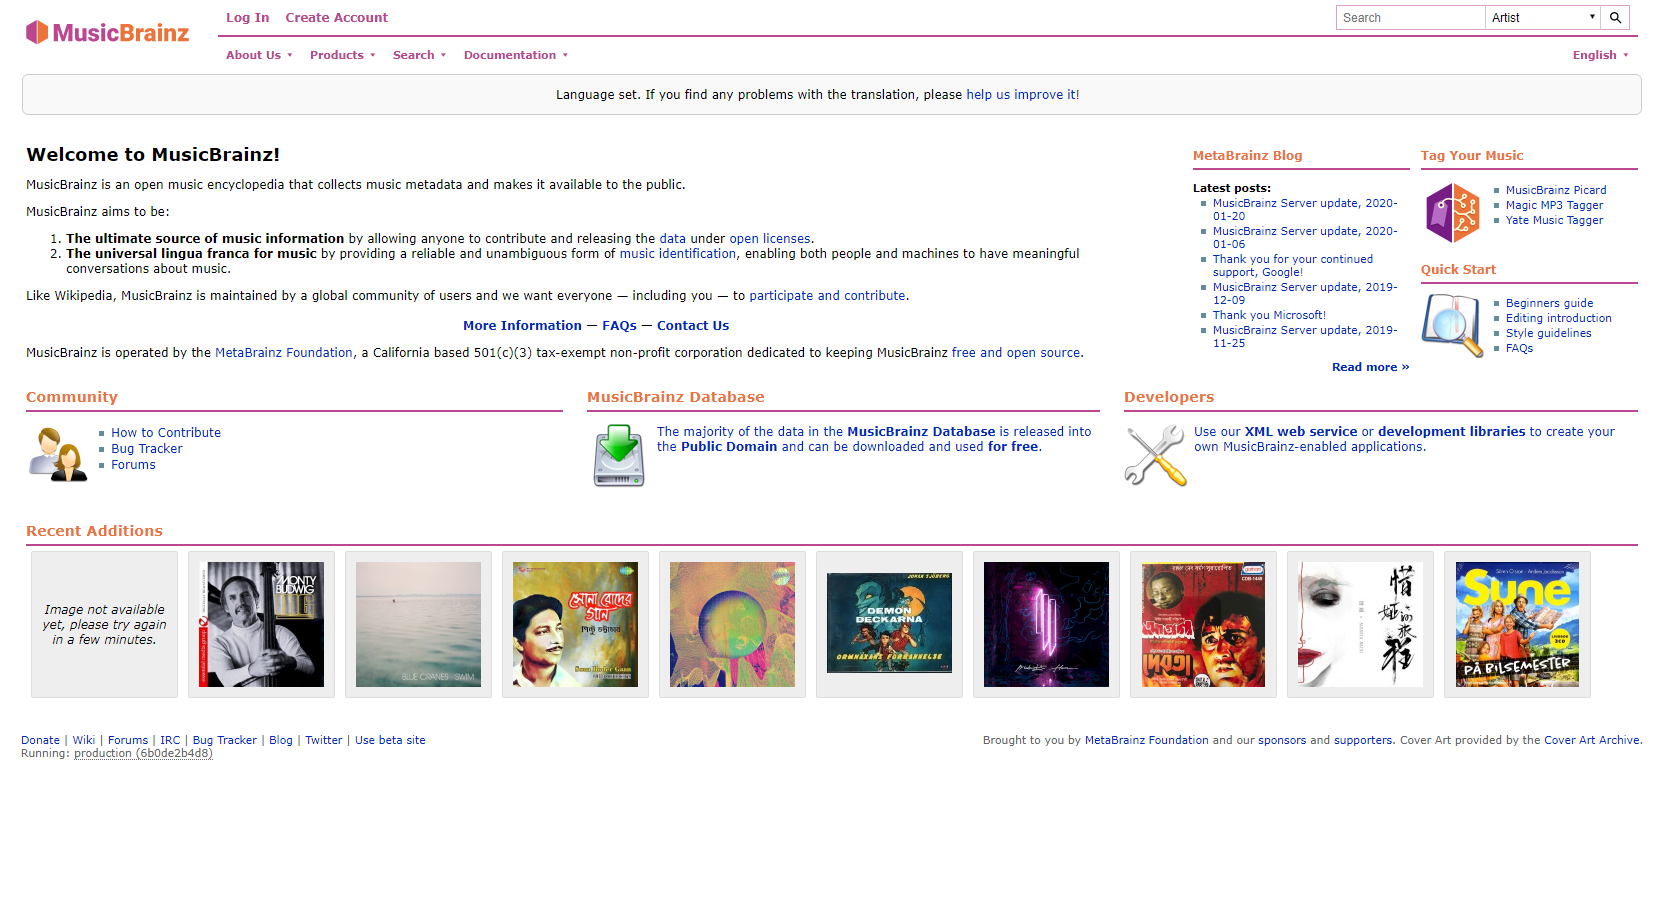 MusicBrainz
Log In Create Account
Search Artist
About Us Products Search Documentation
English
Language set. If you find any problems with the translation, please help us improve it!
Welcome to MusicBrainz!
MusicBrainz is an open music encyclopedia that collects music metadata and makes it available to the public.
MusicBrainz aims to be:
1. The ultimate source of music information by allowing anyone to contribute and releasing the data under open licenses.
2. The universal lingua franca for music by providing a reliable and unambiguous form of music identification, enabling both people and machines to have meaningful
conversations about music.
Like Wikipedia, MusicBrainz is maintained by a global community of users and we want everyone — including you — to participate and contribute.
More Information — FAQs — Contact Us
MusicBrainz is operated by the MetaBrainz Foundation, a California based 501(c)(3) tax-exempt non-profit corporation dedicated to keeping MusicBrainz free and open source.
MetaBrainz Blog
Latest posts:
MusicBrainz Server update, 2020-
01-20
MusicBrainz Server update, 2020-
01-06
Thank you for your continued
support, Google!
MusicBrainz Server update, 2019-
12-09
Thank you Microsoft!
MusicBrainz Server update, 2019-
11-25
Read more »
Tag Your Music
MusicBrainz Picard
Magic MP3 Tagger
Yate Music Tagger
Quick Start
Beginners guide
Editing introduction
Style guidelines
FAQs
Community
How to Contribute
Bug Tracker
Forums
MusicBrainz Database
The majority of the data in the MusicBrainz Database is released into
the Public Domain and can be downloaded and used for free.
Developers
Use our XML web service or development libraries to create your
own MusicBrainz-enabled applications.
Recent Additions
Image not available
yet, please try again
in a few minutes.
MONTY
BUDWIG
BLUE CRANES · SWIM
সোনা রোদের
গান
Sona Roder Gaan
JOHAN SJÖBERG
DEMON
DECKARNA
ORMHÄXANS FÖRBANNELSE
দেবতা
惜
姬
的
旅
程
Sune
PÅ BILSEMESTER
Donate | Wiki | Forums | IRC | Bug Tracker | Blog | Twitter | Use beta site
Running: production (6b0de2b4d8)
Brought to you by MetaBrainz Foundation and our sponsors and supporters. Cover Art provided by the Cover Art Archive.